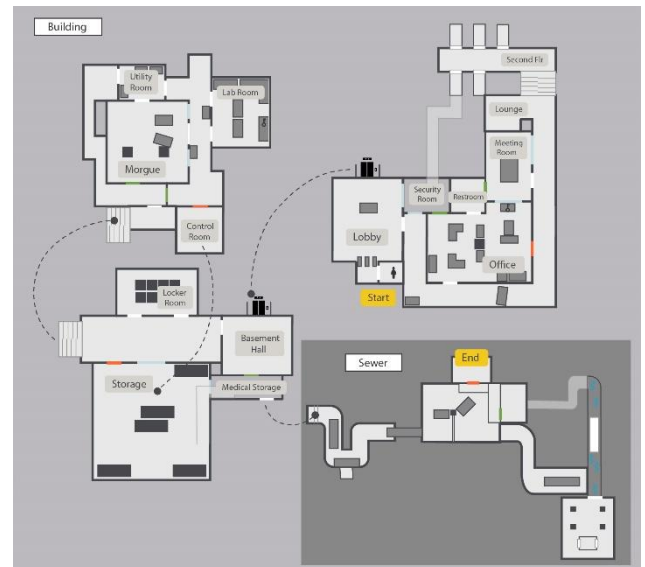 Building
Second Flr
Utility
Room
Lab Room
Lounge
Meeting
Room
Morgue
Security
Room
Restroom
Control
Room
Lobby
Office
Start
Locker
Room
Basement
Hall
Sewer
End
Storage
Medical Storage